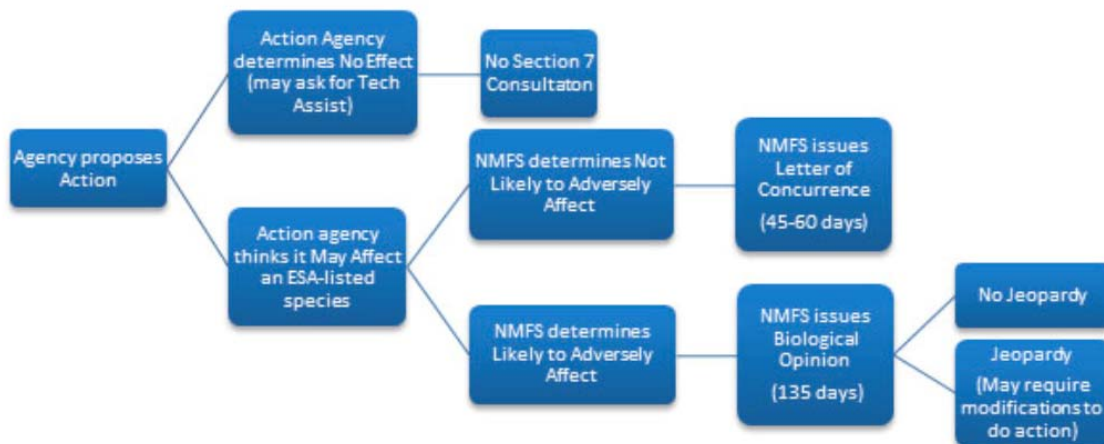 Agency proposes
Action
Action Agency
determines No Effect
(may ask for Tech
Assist)
No Section 7
Consultaton
Action agency
thinks it May Affect
an ESA-listed
species
NMFS determines Not
Likely to Adversely
Affect
NMFS issues
Letter of
Concurrence
(45-60 days)
NMFS determines
Likely to Adversely
Affect
NMFS issues
Biological
Opinion
(135 days)
No Jeopardy
Jeopardy
(May require
modifications to
do action)